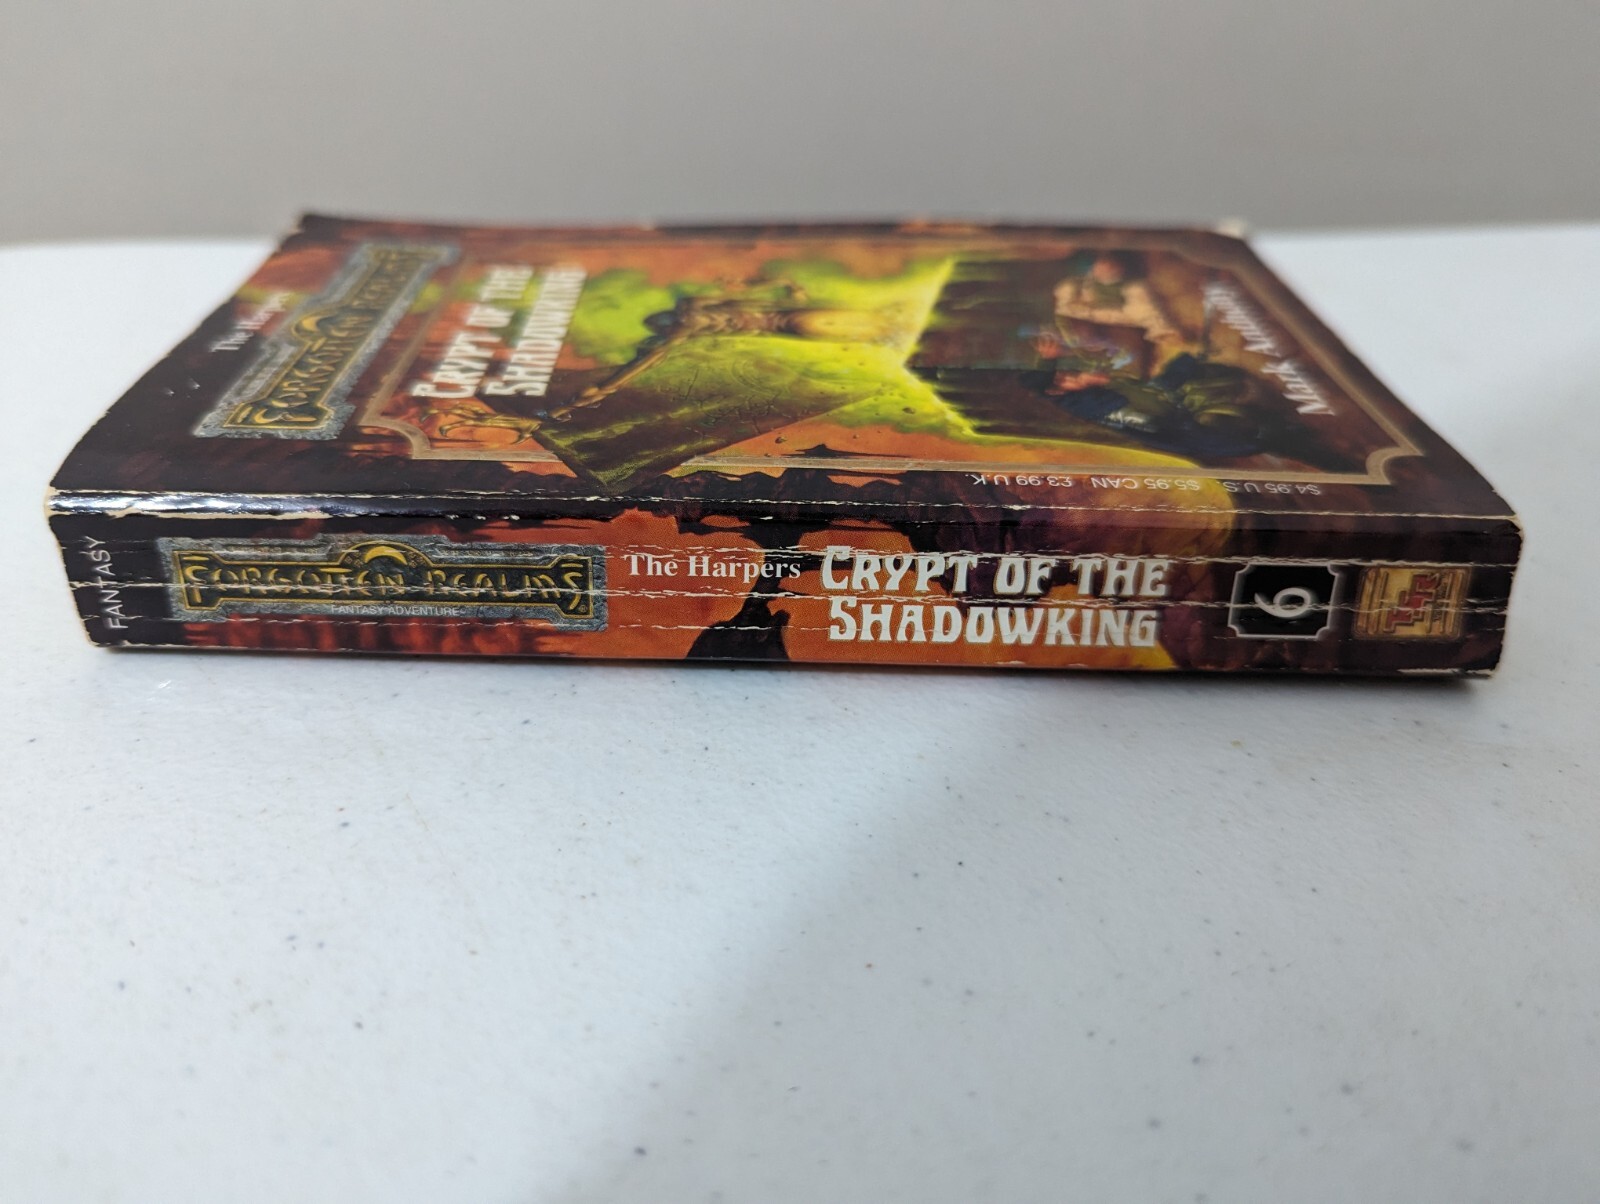 The Harpers
FORGOTTEN REALMS
CRYPT OF THE
SHADOWKING
Mark Anthony
$4.95 U.S. $5.95 CAN £3.99 U.K.
FANTASY
FORGOTTEN REALMS
FANTASY ADVENTURE
The Harpers
CRYPT OF THE
SHADOWKING
6